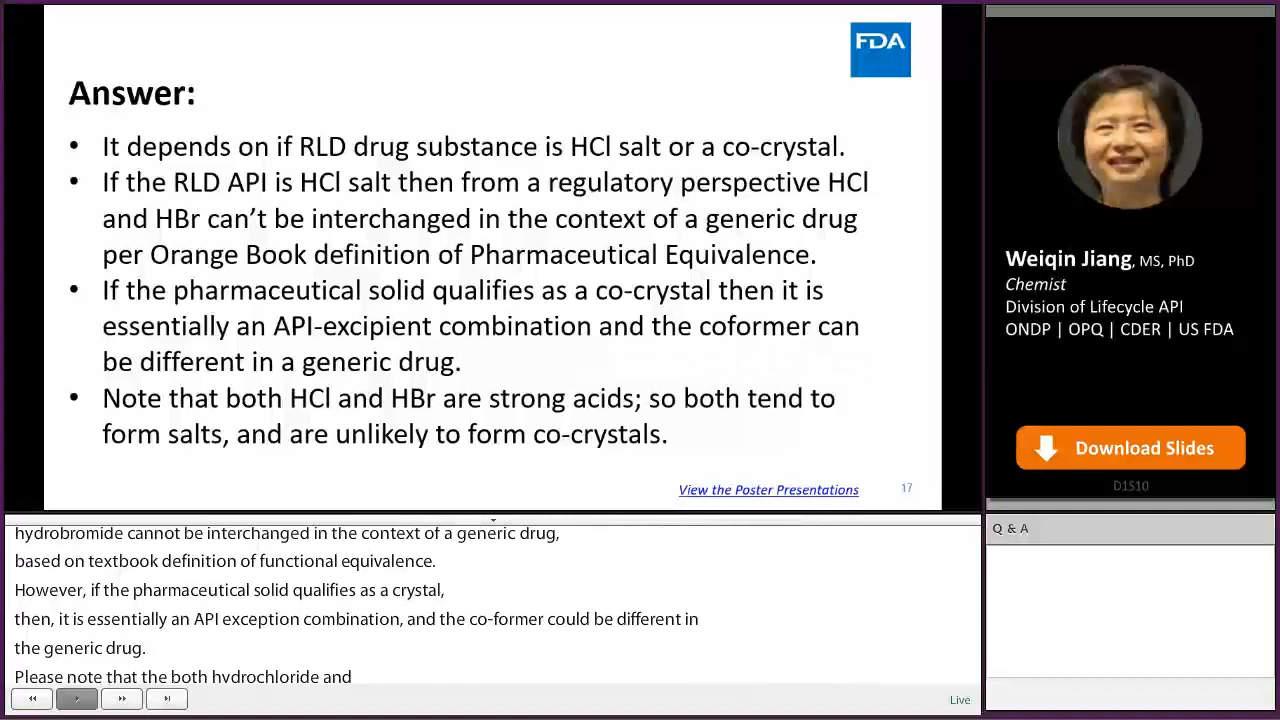 FDA
Answer:
• It depends on if RLD drug substance is HCl salt or a co-crystal.
• If the RLD API is HCl salt then from a regulatory perspective HCl
and HBr can’t be interchanged in the context of a generic drug
per Orange Book definition of Pharmaceutical Equivalence.
• If the pharmaceutical solid qualifies as a co-crystal then it is
essentially an API-excipient combination and the coformer can
be different in a generic drug.
• Note that both HCl and HBr are strong acids; so both tend to
form salts, and are unlikely to form co-crystals.
View the Poster Presentations
17
Weiqin Jiang, MS, PhD
Chemist
Division of Lifecycle API
ONDP | OPQ | CDER | US FDA
Download Slides
D1S10
hydrobromide cannot be interchanged in the context of a generic drug,
based on textbook definition of functional equivalence.
However, if the pharmaceutical solid qualifies as a crystal,
then, it is essentially an API exception combination, and the co-former could be different in
the generic drug.
Please note that the both hydrochloride and
Live
Q & A